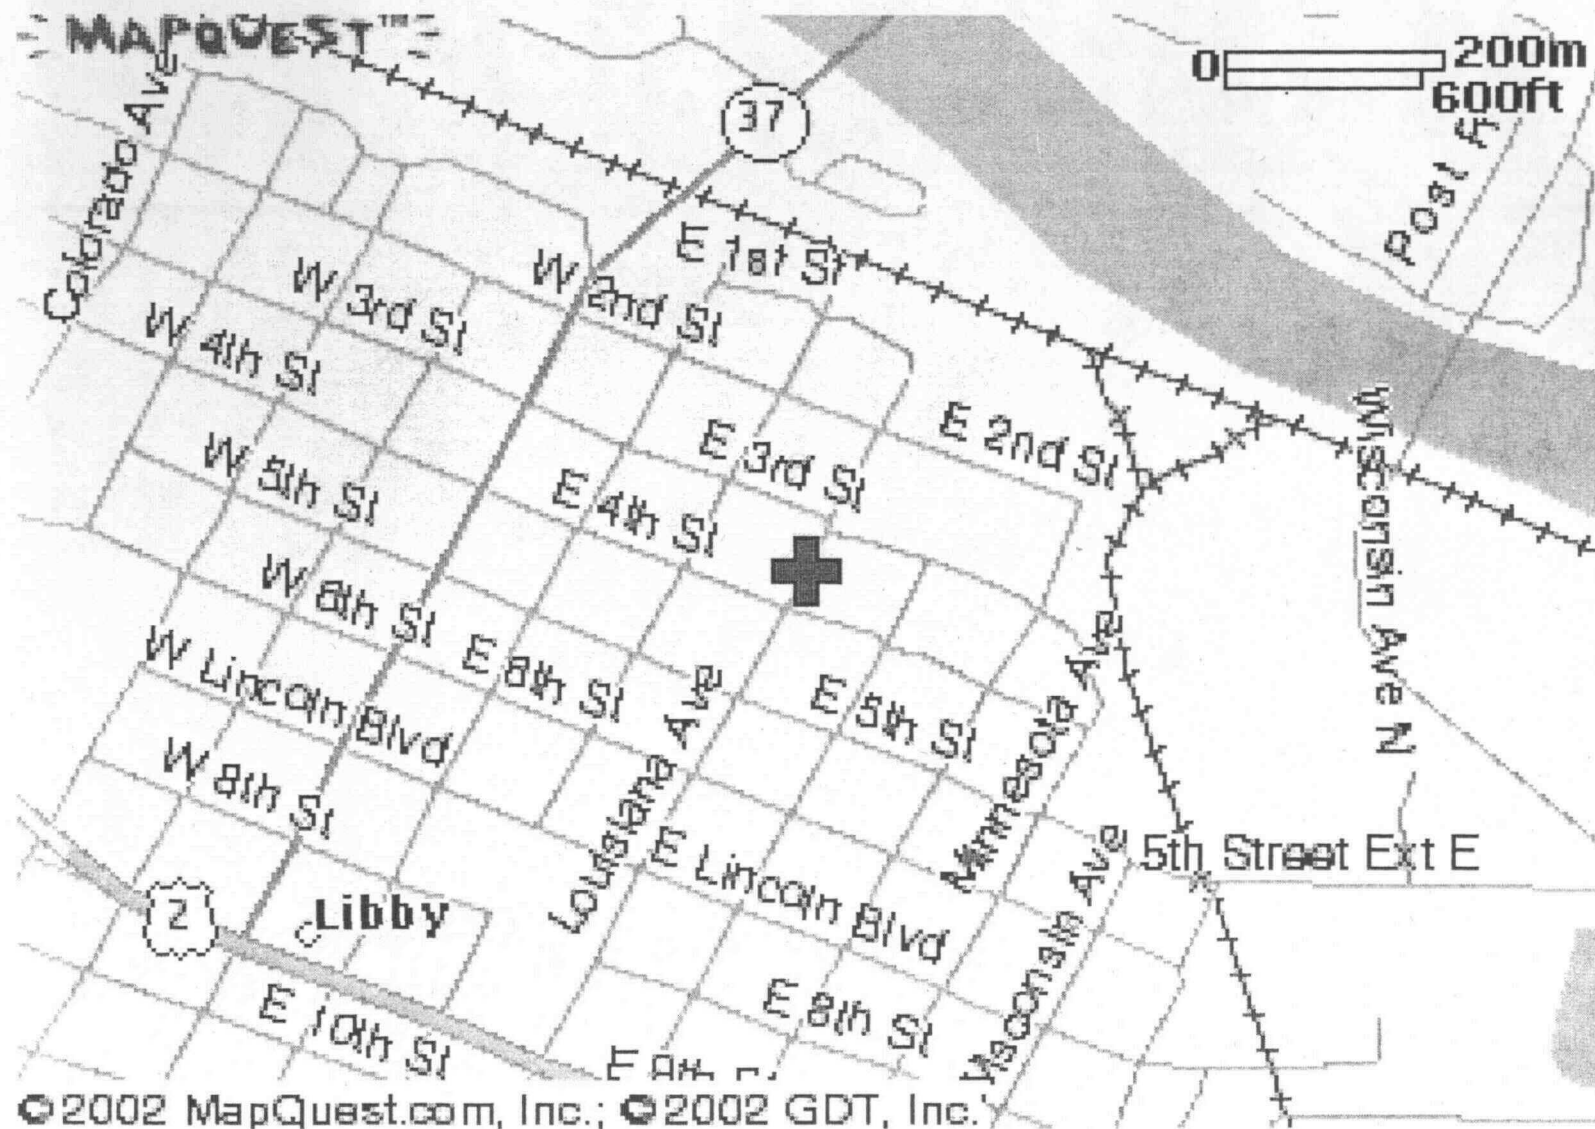 MAPQUEST™
0 200m
600ft
37
Colorado Ave
Post
E 1st St
W 2nd St
W 3rd St
W 4th St
E 2nd St
E 3rd St
Wisconsin Ave N
W 5th St
E 4th St
W 6th St
E 6th St
W Lincoln Blvd
E 5th St
Louisiana Ave
Minnesota Ave
W 8th St
5th Street Ext E
E Lincoln Blvd
Wisconsin Ave
2
Libby
E 8th St
E 10th St
©2002 MapQuest.com, Inc.; ©2002 GDT, Inc.